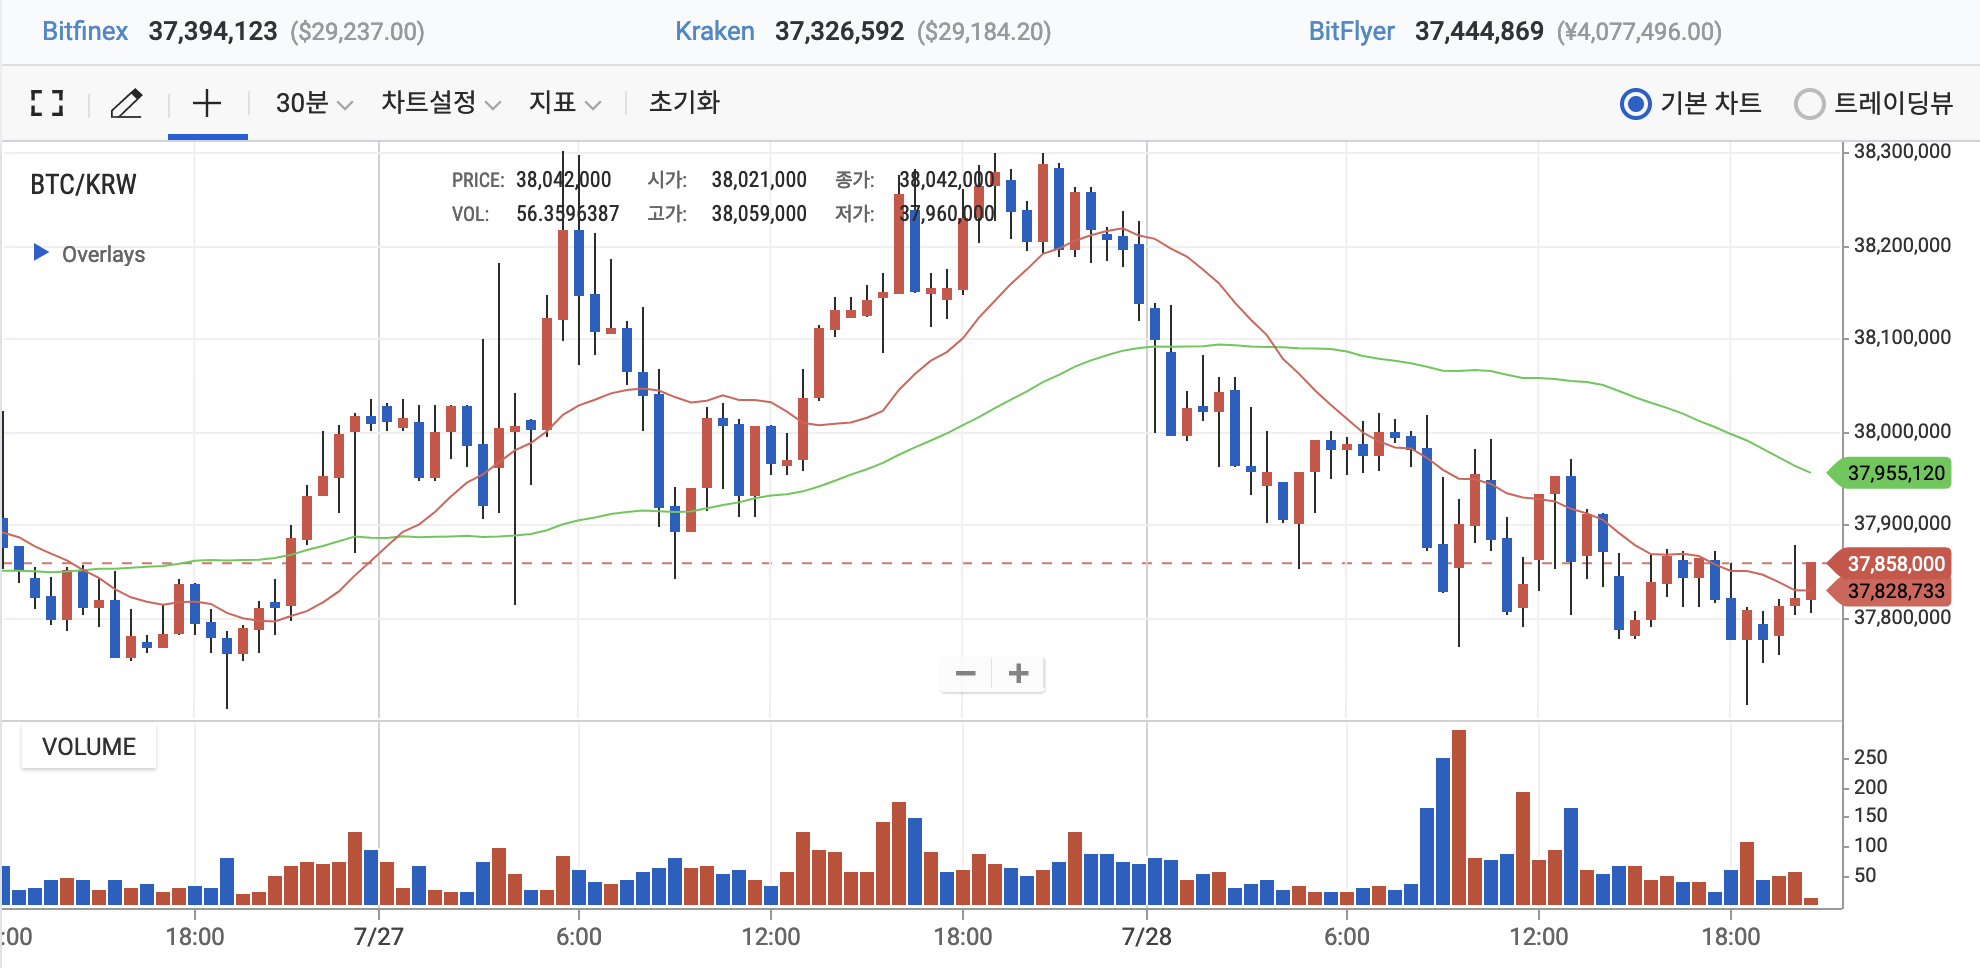 Bitfinex 37,394,123 ($29,237.00) Kraken 37,326,592 ($29,184.20) BitFlyer 37,444,869 (¥4,077,496.00)
30분 차트설정 지표 초기화 기본 차트 트레이딩뷰
BTC/KRW
PRICE: 38,042,000 시가: 38,021,000 종가: 38,042,000
VOL: 56.3596387 고가: 38,059,000 저가: 37,960,000
Overlays
38,300,000
38,200,000
38,100,000
38,000,000
37,955,120
37,900,000
37,858,000
37,828,733
37,800,000
VOLUME
250
200
150
100
50
:00 18:00 7/27 6:00 12:00 18:00 7/28 6:00 12:00 18:00